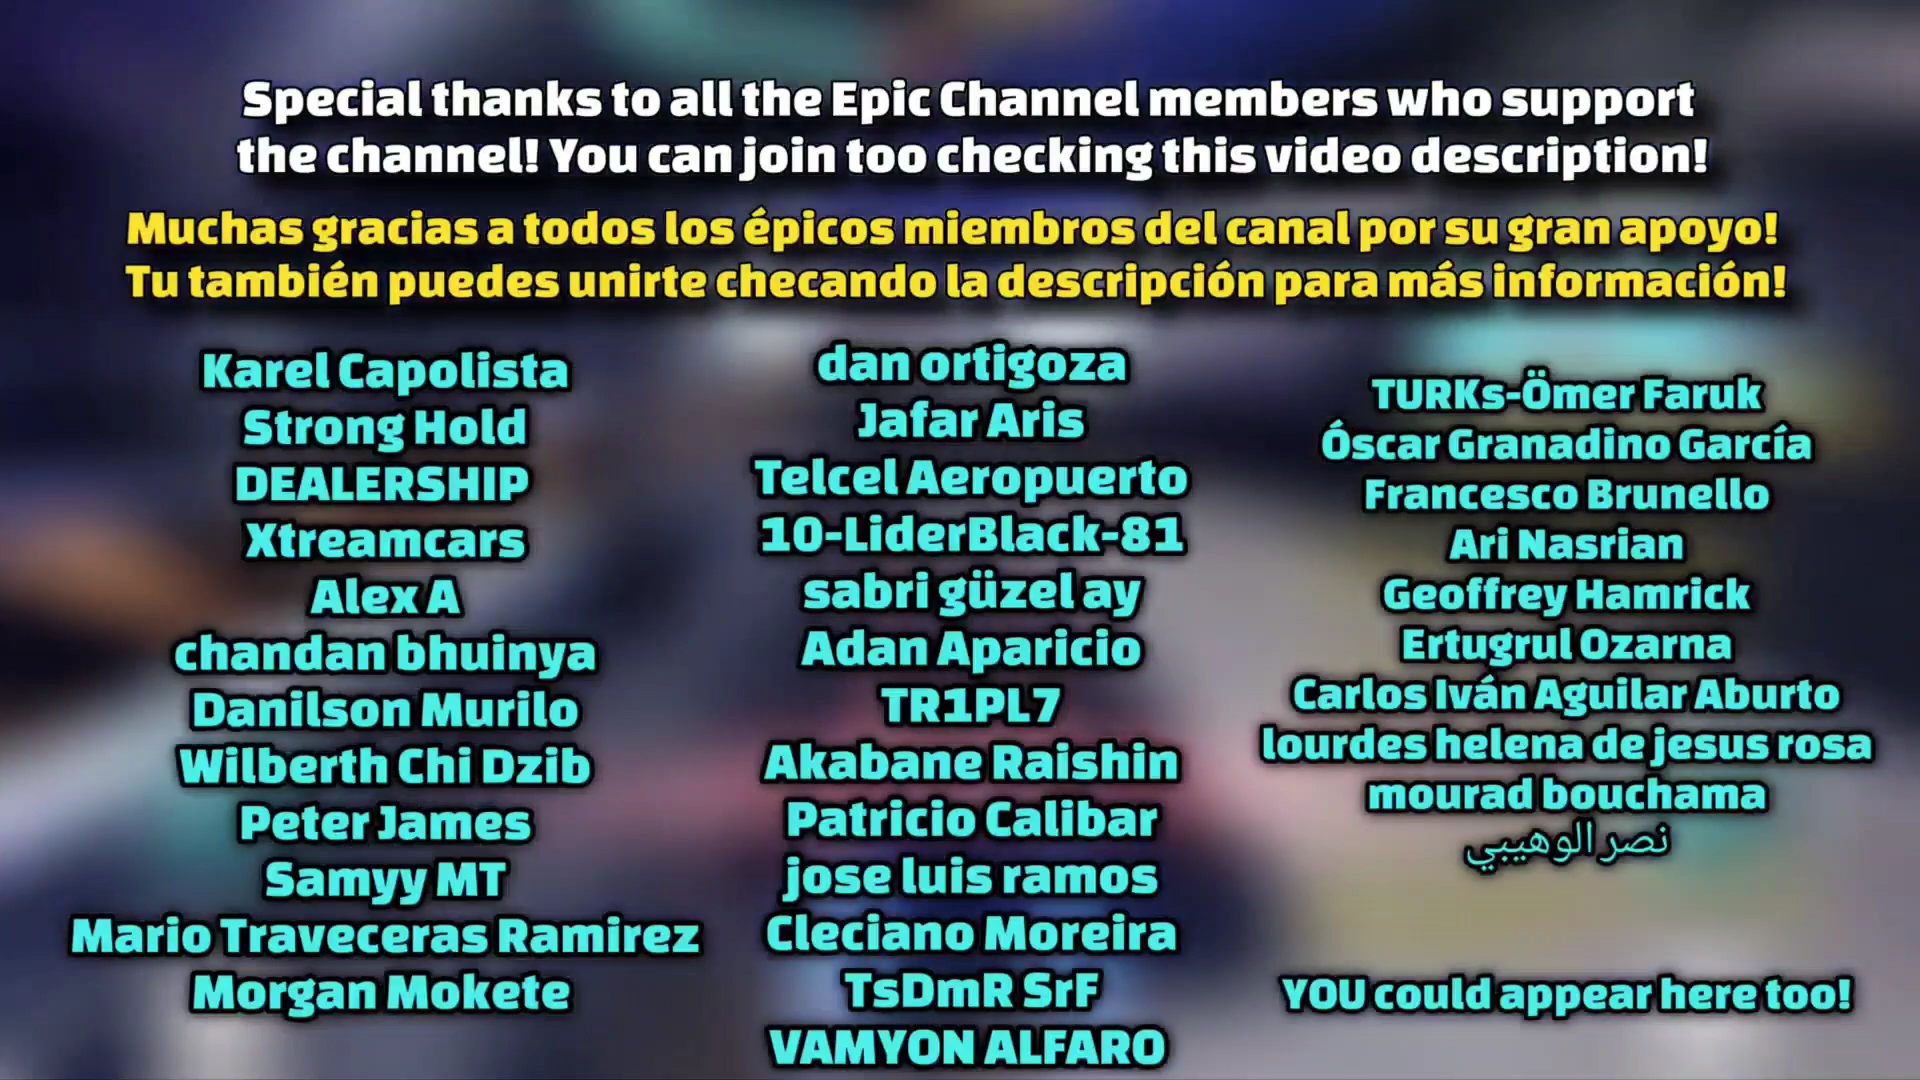 Special thanks to all the Epic Channel members who support
the channel! You can join too checking this video description!
Muchas gracias a todos los épicos miembros del canal por su gran apoyo!
Tu también puedes unirte checando la descripción para más información!
Karel Capolista
Strong Hold
DEALERSHIP
Xtreamcars
Alex A
chandan bhuinya
Danilson Murilo
Wilberth Chi Dzib
Peter James
Samyy MT
Mario Traveceras Ramirez
Morgan Mokete
dan ortigoza
Jafar Aris
Telcel Aeropuerto
10-LiderBlack-81
sabri güzel ay
Adan Aparicio
TR1PL7
Akabane Raishin
Patricio Calibar
jose luis ramos
Cleciano Moreira
TsDmR SrF
VAMYON ALFARO
TURKs-Ömer Faruk
Óscar Granadino García
Francesco Brunello
Ari Nasrian
Geoffrey Hamrick
Ertugrul Ozarna
Carlos Iván Aguilar Aburto
lourdes helena de jesus rosa
mourad bouchama
نصر الوهيبي
YOU could appear here too!